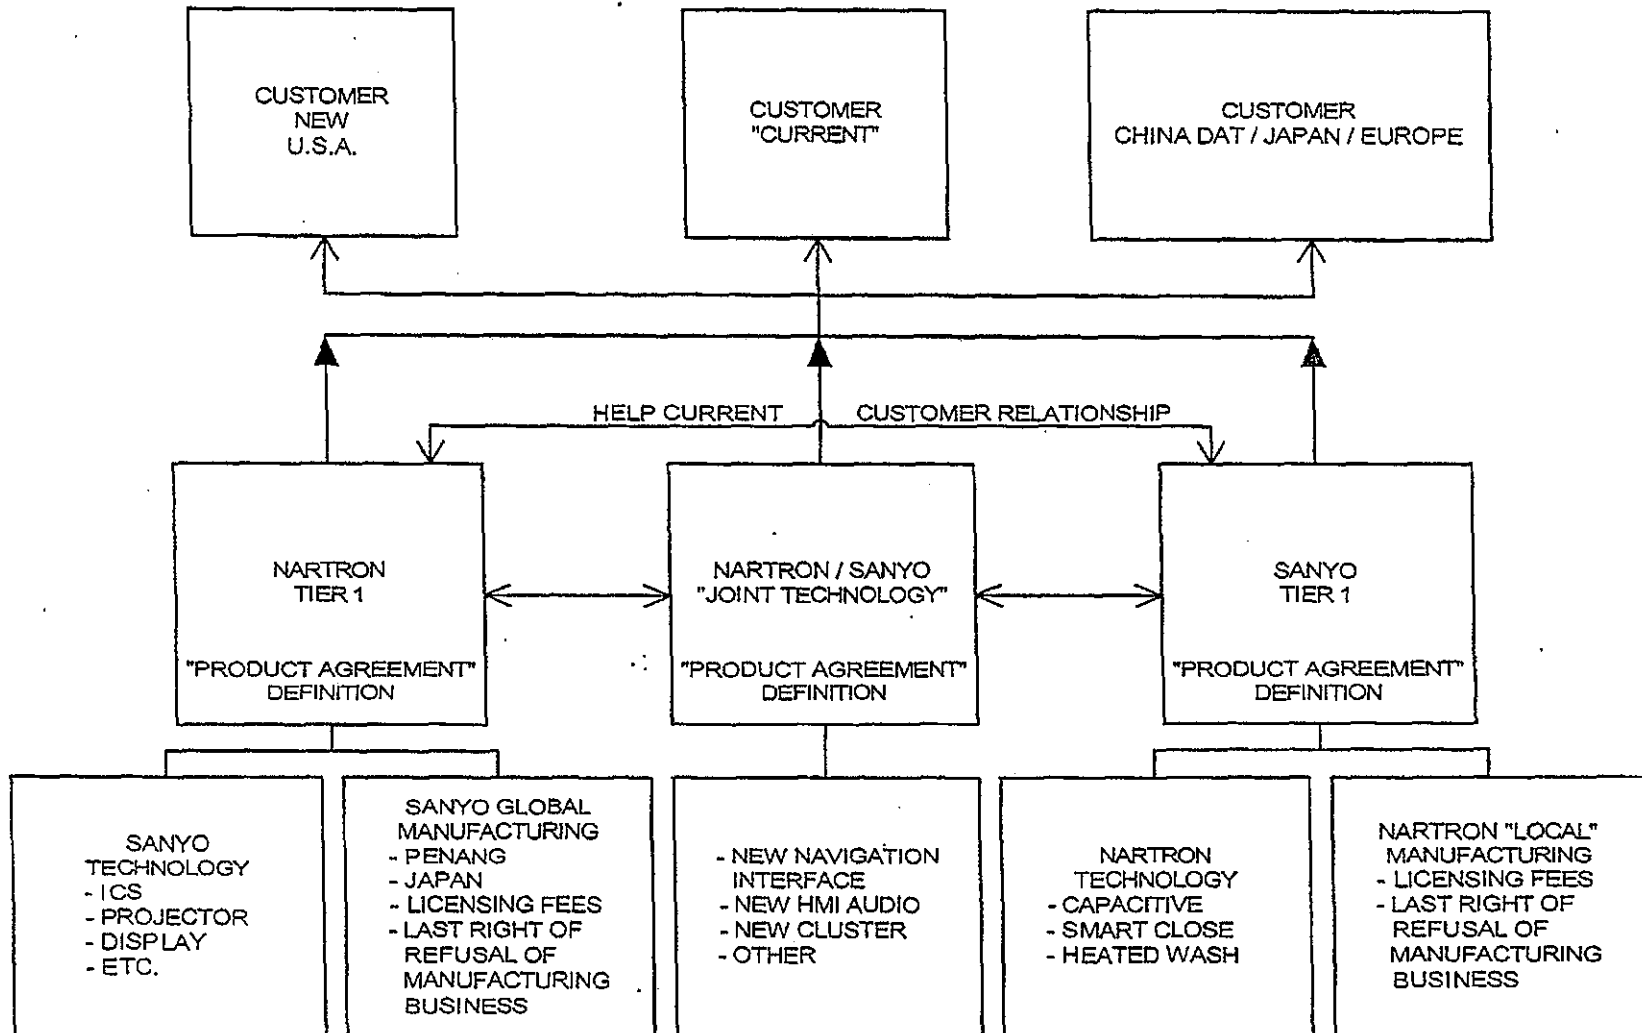 CUSTOMER
NEW
U.S.A.
CUSTOMER
"CURRENT"
CUSTOMER
CHINA DAT / JAPAN / EUROPE
HELP CURRENT
CUSTOMER RELATIONSHIP
NARTRON
TIER 1
"PRODUCT AGREEMENT"
DEFINITION
NARTRON / SANYO
"JOINT TECHNOLOGY"
"PRODUCT AGREEMENT"
DEFINITION
SANYO
TIER 1
"PRODUCT AGREEMENT"
DEFINITION
SANYO
TECHNOLOGY
- ICS
- PROJECTOR
- DISPLAY
- ETC.
SANYO GLOBAL
MANUFACTURING
- PENANG
- JAPAN
- LICENSING FEES
- LAST RIGHT OF
REFUSAL OF
MANUFACTURING
BUSINESS
- NEW NAVIGATION
INTERFACE
- NEW HMI AUDIO
- NEW CLUSTER
- OTHER
NARTRON
TECHNOLOGY
- CAPACITIVE
- SMART CLOSE
- HEATED WASH
NARTRON "LOCAL"
MANUFACTURING
- LICENSING FEES
- LAST RIGHT OF
REFUSAL OF
MANUFACTURING
BUSINESS